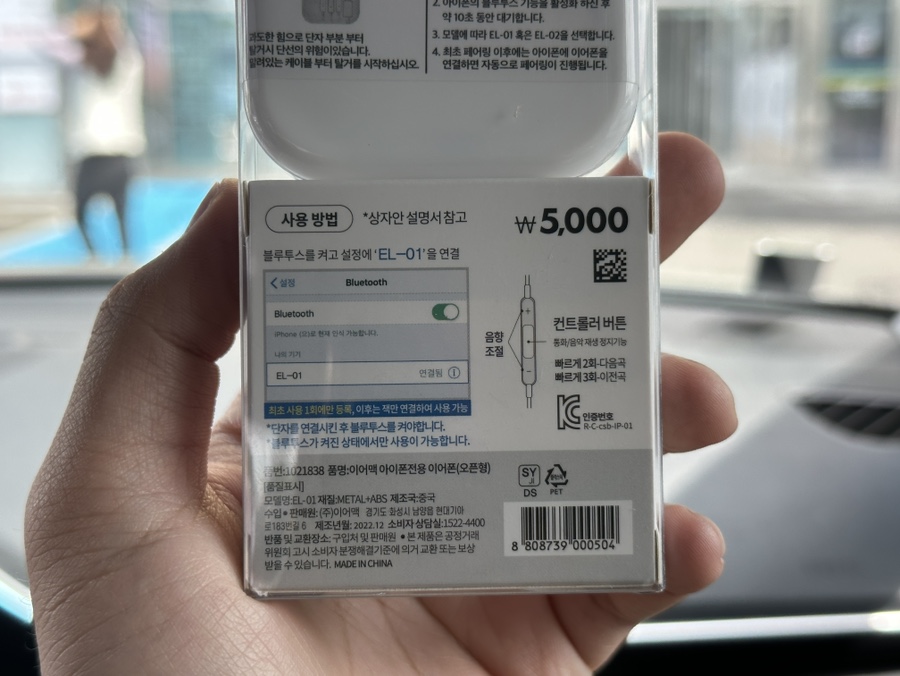 과도한 힘으로 단자 부분 부터
탈거시 단선의 위험이있습니다.
말려있는 케이블 부터 탈거를 시작하십시오.
2. 아이폰의 블루투스 기능을 활성화 하신 후
약 10초 동안 대기합니다.
3. 모델에 따라 EL-01 혹은 EL-02을 선택합니다.
4. 최초 페어링 이후에는 아이폰에 이어폰을
연결하면 자동으로 페어링이 진행됩니다.
사용 방법 *상자안 설명서 참고
₩5,000
블루투스를 켜고 설정에 'EL-01'을 연결
설정 Bluetooth
Bluetooth
iPhone (으)로 현재 인식 가능합니다.
나의 기기
EL-01 연결됨
최초 사용 1회에만 등록, 이후는 잭만 연결하여 사용 가능
*단자를 연결시킨 후 블루투스를 켜야합니다.
*블루투스가 켜진 상태에서만 사용이 가능합니다.
음향
조절
컨트롤러 버튼
통화/음악 재생 정지기능
빠르게 2회-다음곡
빠르게 3회-이전곡
인증번호
R-C-csb-IP-01
품번:1021838 품명:이어맥 아이폰전용 이어폰(오픈형)
[품질표시]
모델명:EL-01 재질:METAL+ABS 제조국:중국
수입•판매원: (주)이어맥 경기도 화성시 남양읍 현대기아
로183번길 6 제조년월: 2022.12 소비자 상담실:1522-4400
반품 및 교환장소: 구입처 및 판매원 •본 제품은 공정거래
위원회 고시 소비자 분쟁해결기준에 의거 교환 또는 보상
받을 수 있습니다. MADE IN CHINA
SY
DS
PET
8 808739 000504